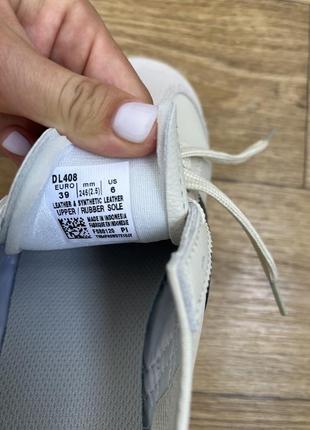 DL408
EURO mm US
39 245(2.5) 6
LEATHER & SYNTHETIC LEATHER
UPPER / RUBBER SOLE
MADE IN INDONESIA
FABRIQUE EN INDONESIE
PI